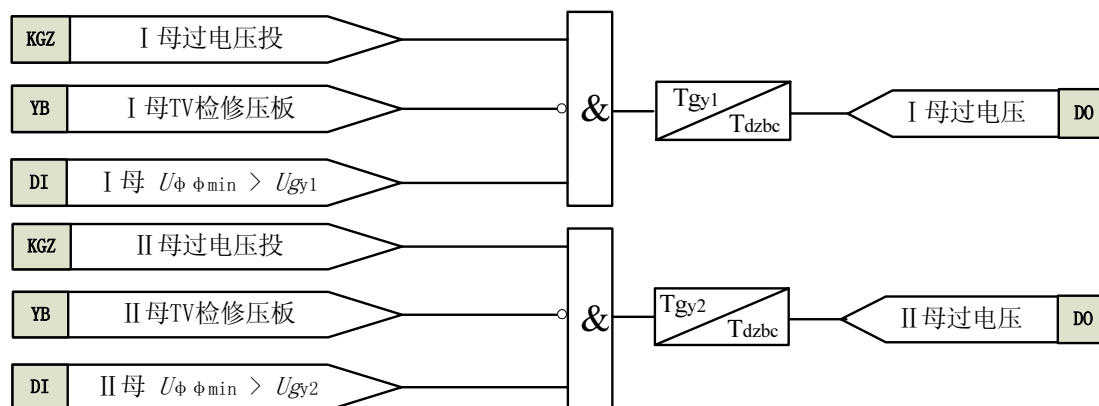 KGZ Ⅰ母过电压投
YB Ⅰ母TV检修压板
DI Ⅰ母 Uφφmin > Ugy1
&
Tgy1
Tdzbc
Ⅰ母过电压 DO
KGZ Ⅱ母过电压投
YB Ⅱ母TV检修压板
DI Ⅱ母 Uφφmin > Ugy2
&
Tgy2
Tdzbc
Ⅱ母过电压 DO